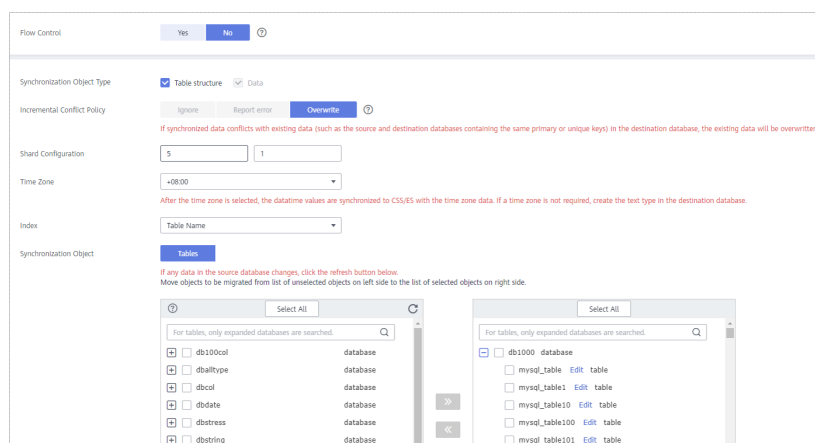 Flow Control Yes No
Synchronization Object Type Table structure Data
Incremental Conflict Policy Ignore Report error Overwrite
If synchronized data conflicts with existing data (such as the source and destination databases containing the same primary or unique keys) in the destination database, the existing data will be overwritten
Shard Configuration 5 1
Time Zone +08:00
After the time zone is selected, the datatime values are synchronized to CSS/ES with the time zone data. If a time zone is not required, create the text type in the destination database.
Index Table Name
Synchronization Object Tables
If any data in the source database changes, click the refresh button below.
Move objects to be migrated from list of unselected objects on left side to the list of selected objects on right side.
Select All
For tables, only expanded databases are searched.
db100col database
dballtype database
dbcol database
dbdate database
dbstress database
dbstring database
Select All
For tables, only expanded databases are searched.
db1000 database
mysql_table Edit table
mysql_table1 Edit table
mysql_table10 Edit table
mysql_table100 Edit table
mysql_table101 Edit table